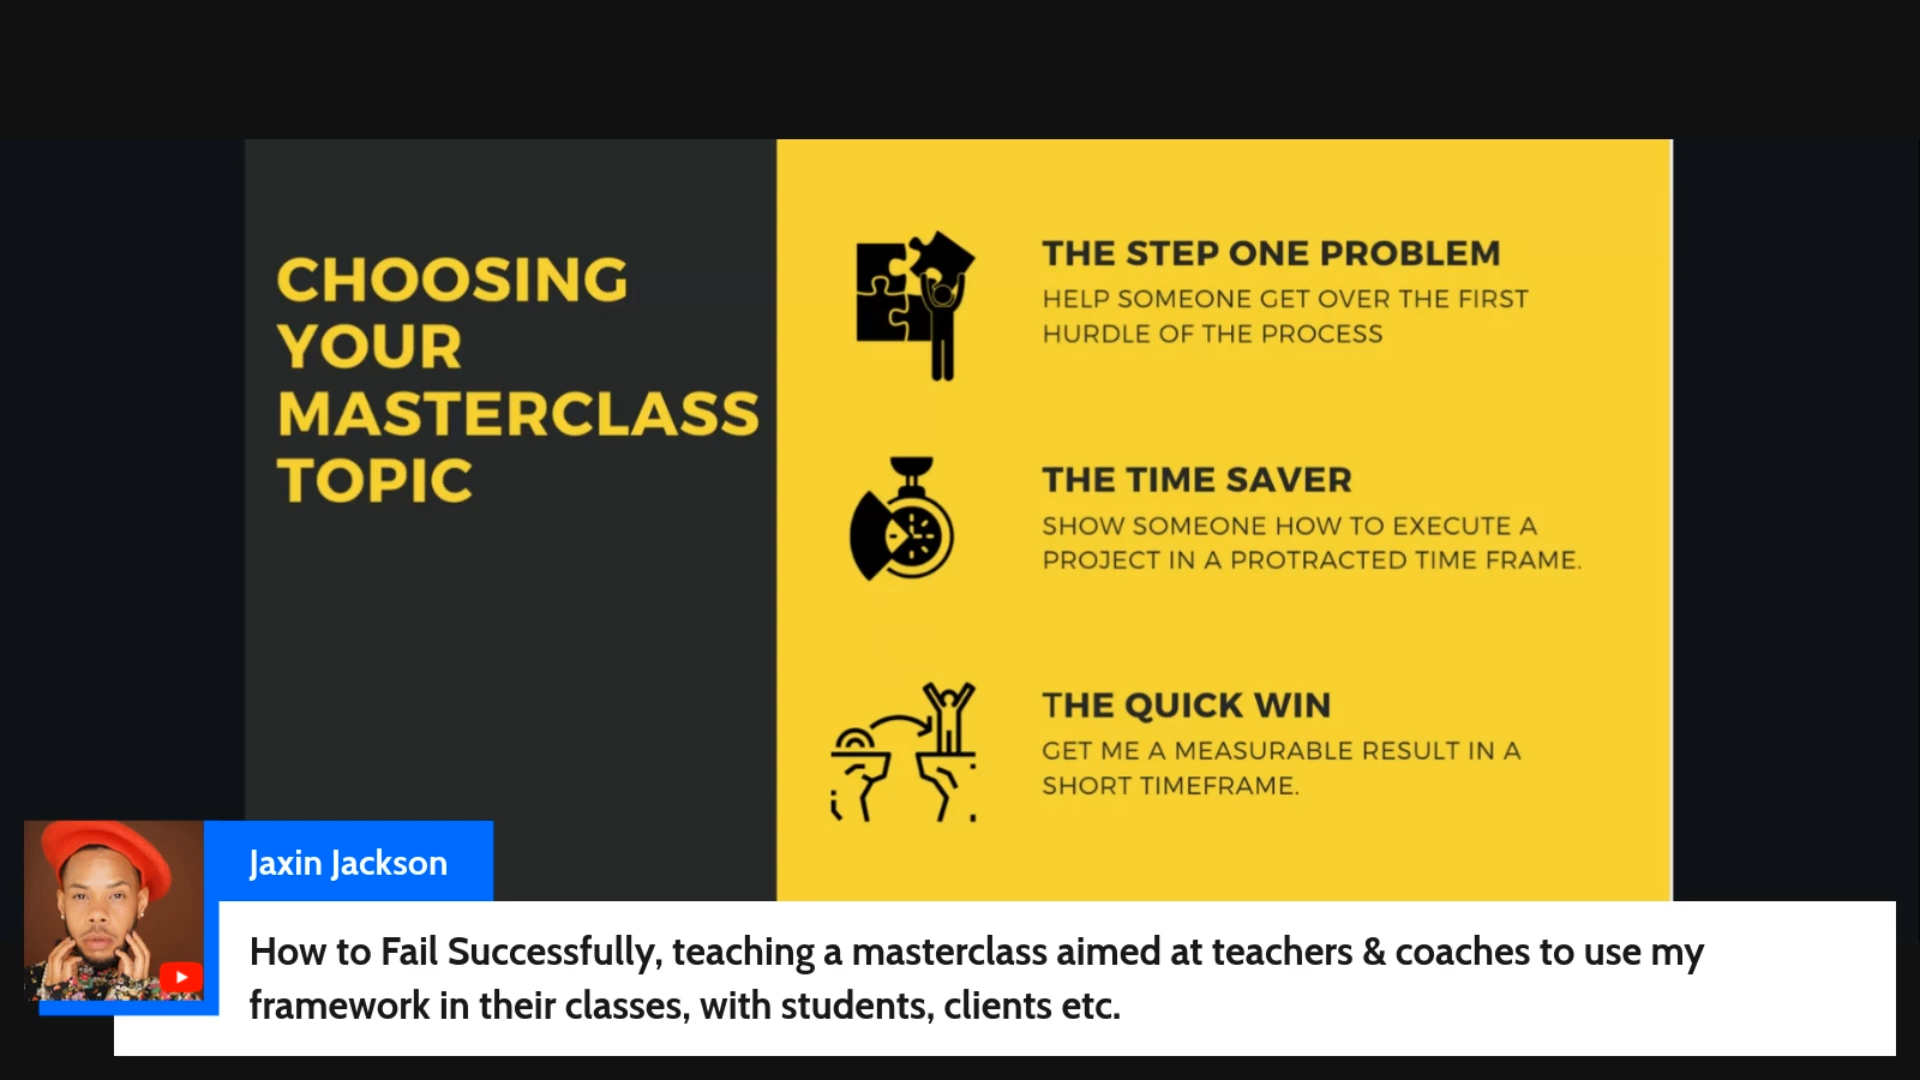 CHOOSING
YOUR
MASTERCLASS
TOPIC
THE STEP ONE PROBLEM
HELP SOMEONE GET OVER THE FIRST
HURDLE OF THE PROCESS
THE TIME SAVER
SHOW SOMEONE HOW TO EXECUTE A
PROJECT IN A PROTRACTED TIME FRAME.
THE QUICK WIN
GET ME A MEASURABLE RESULT IN A
SHORT TIMEFRAME.
Jaxin Jackson
How to Fail Successfully, teaching a masterclass aimed at teachers & coaches to use my
framework in their classes, with students, clients etc.